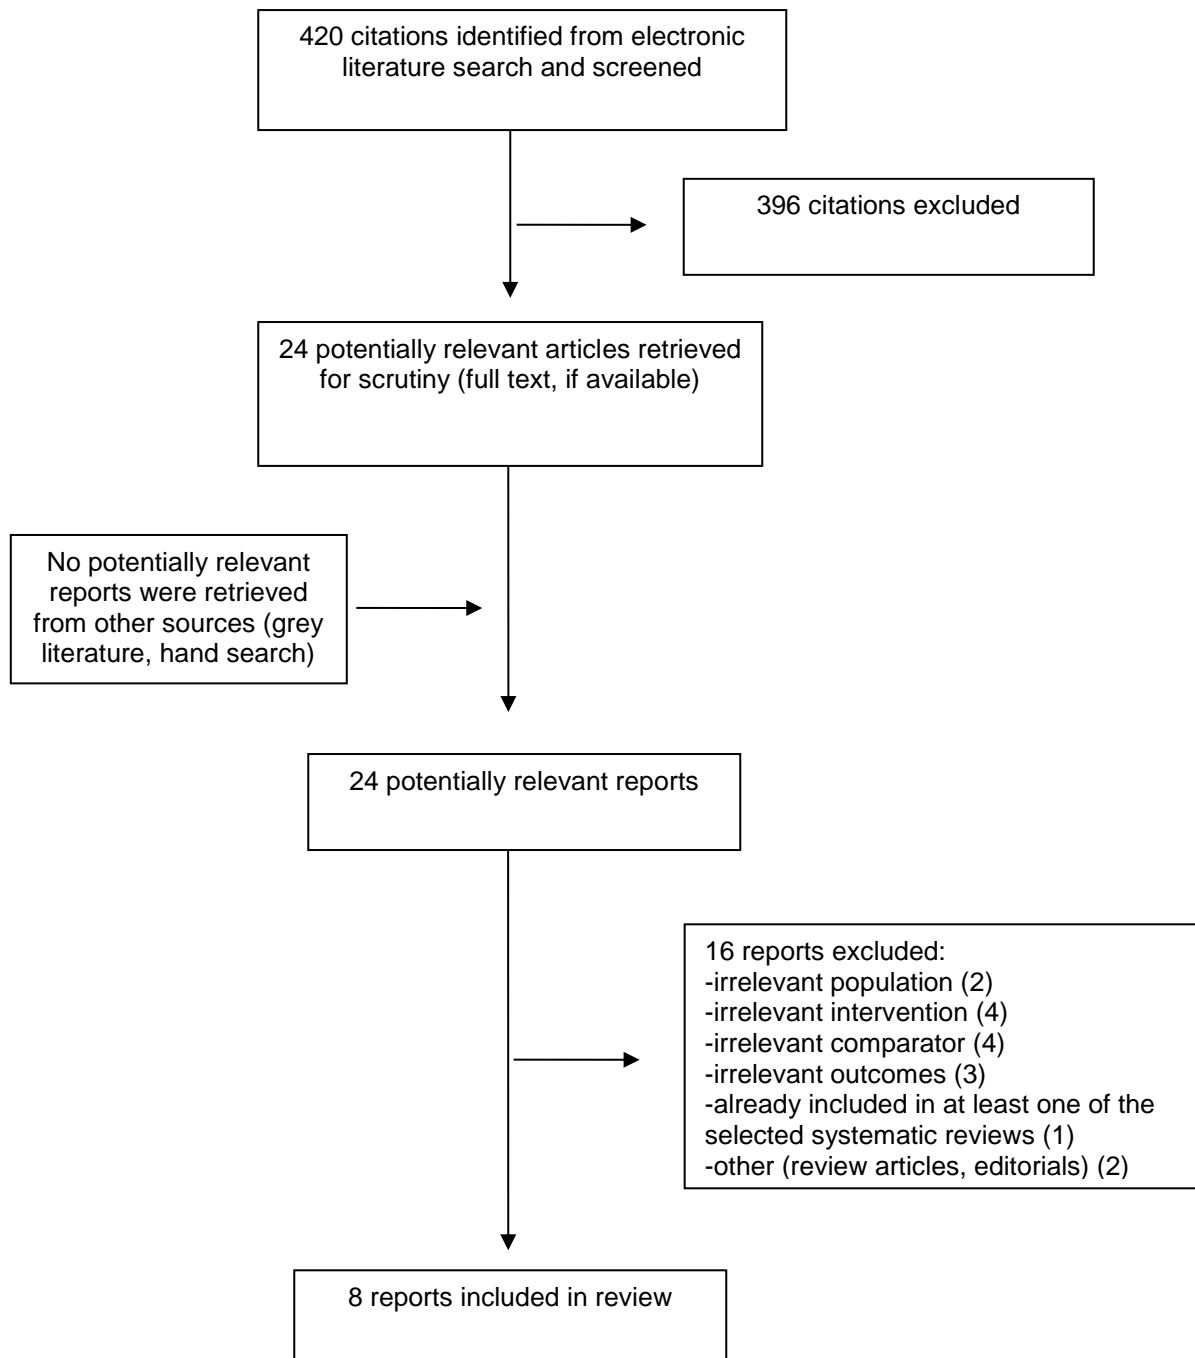 420 citations identified from electronic
literature search and screened
396 citations excluded
24 potentially relevant articles retrieved
for scrutiny (full text, if available)
No potentially relevant
reports were retrieved
from other sources (grey
literature, hand search)
24 potentially relevant reports
16 reports excluded:
-irrelevant population (2)
-irrelevant intervention (4)
-irrelevant comparator (4)
-irrelevant outcomes (3)
-already included in at least one of the
selected systematic reviews (1)
-other (review articles, editorials) (2)
8 reports included in review